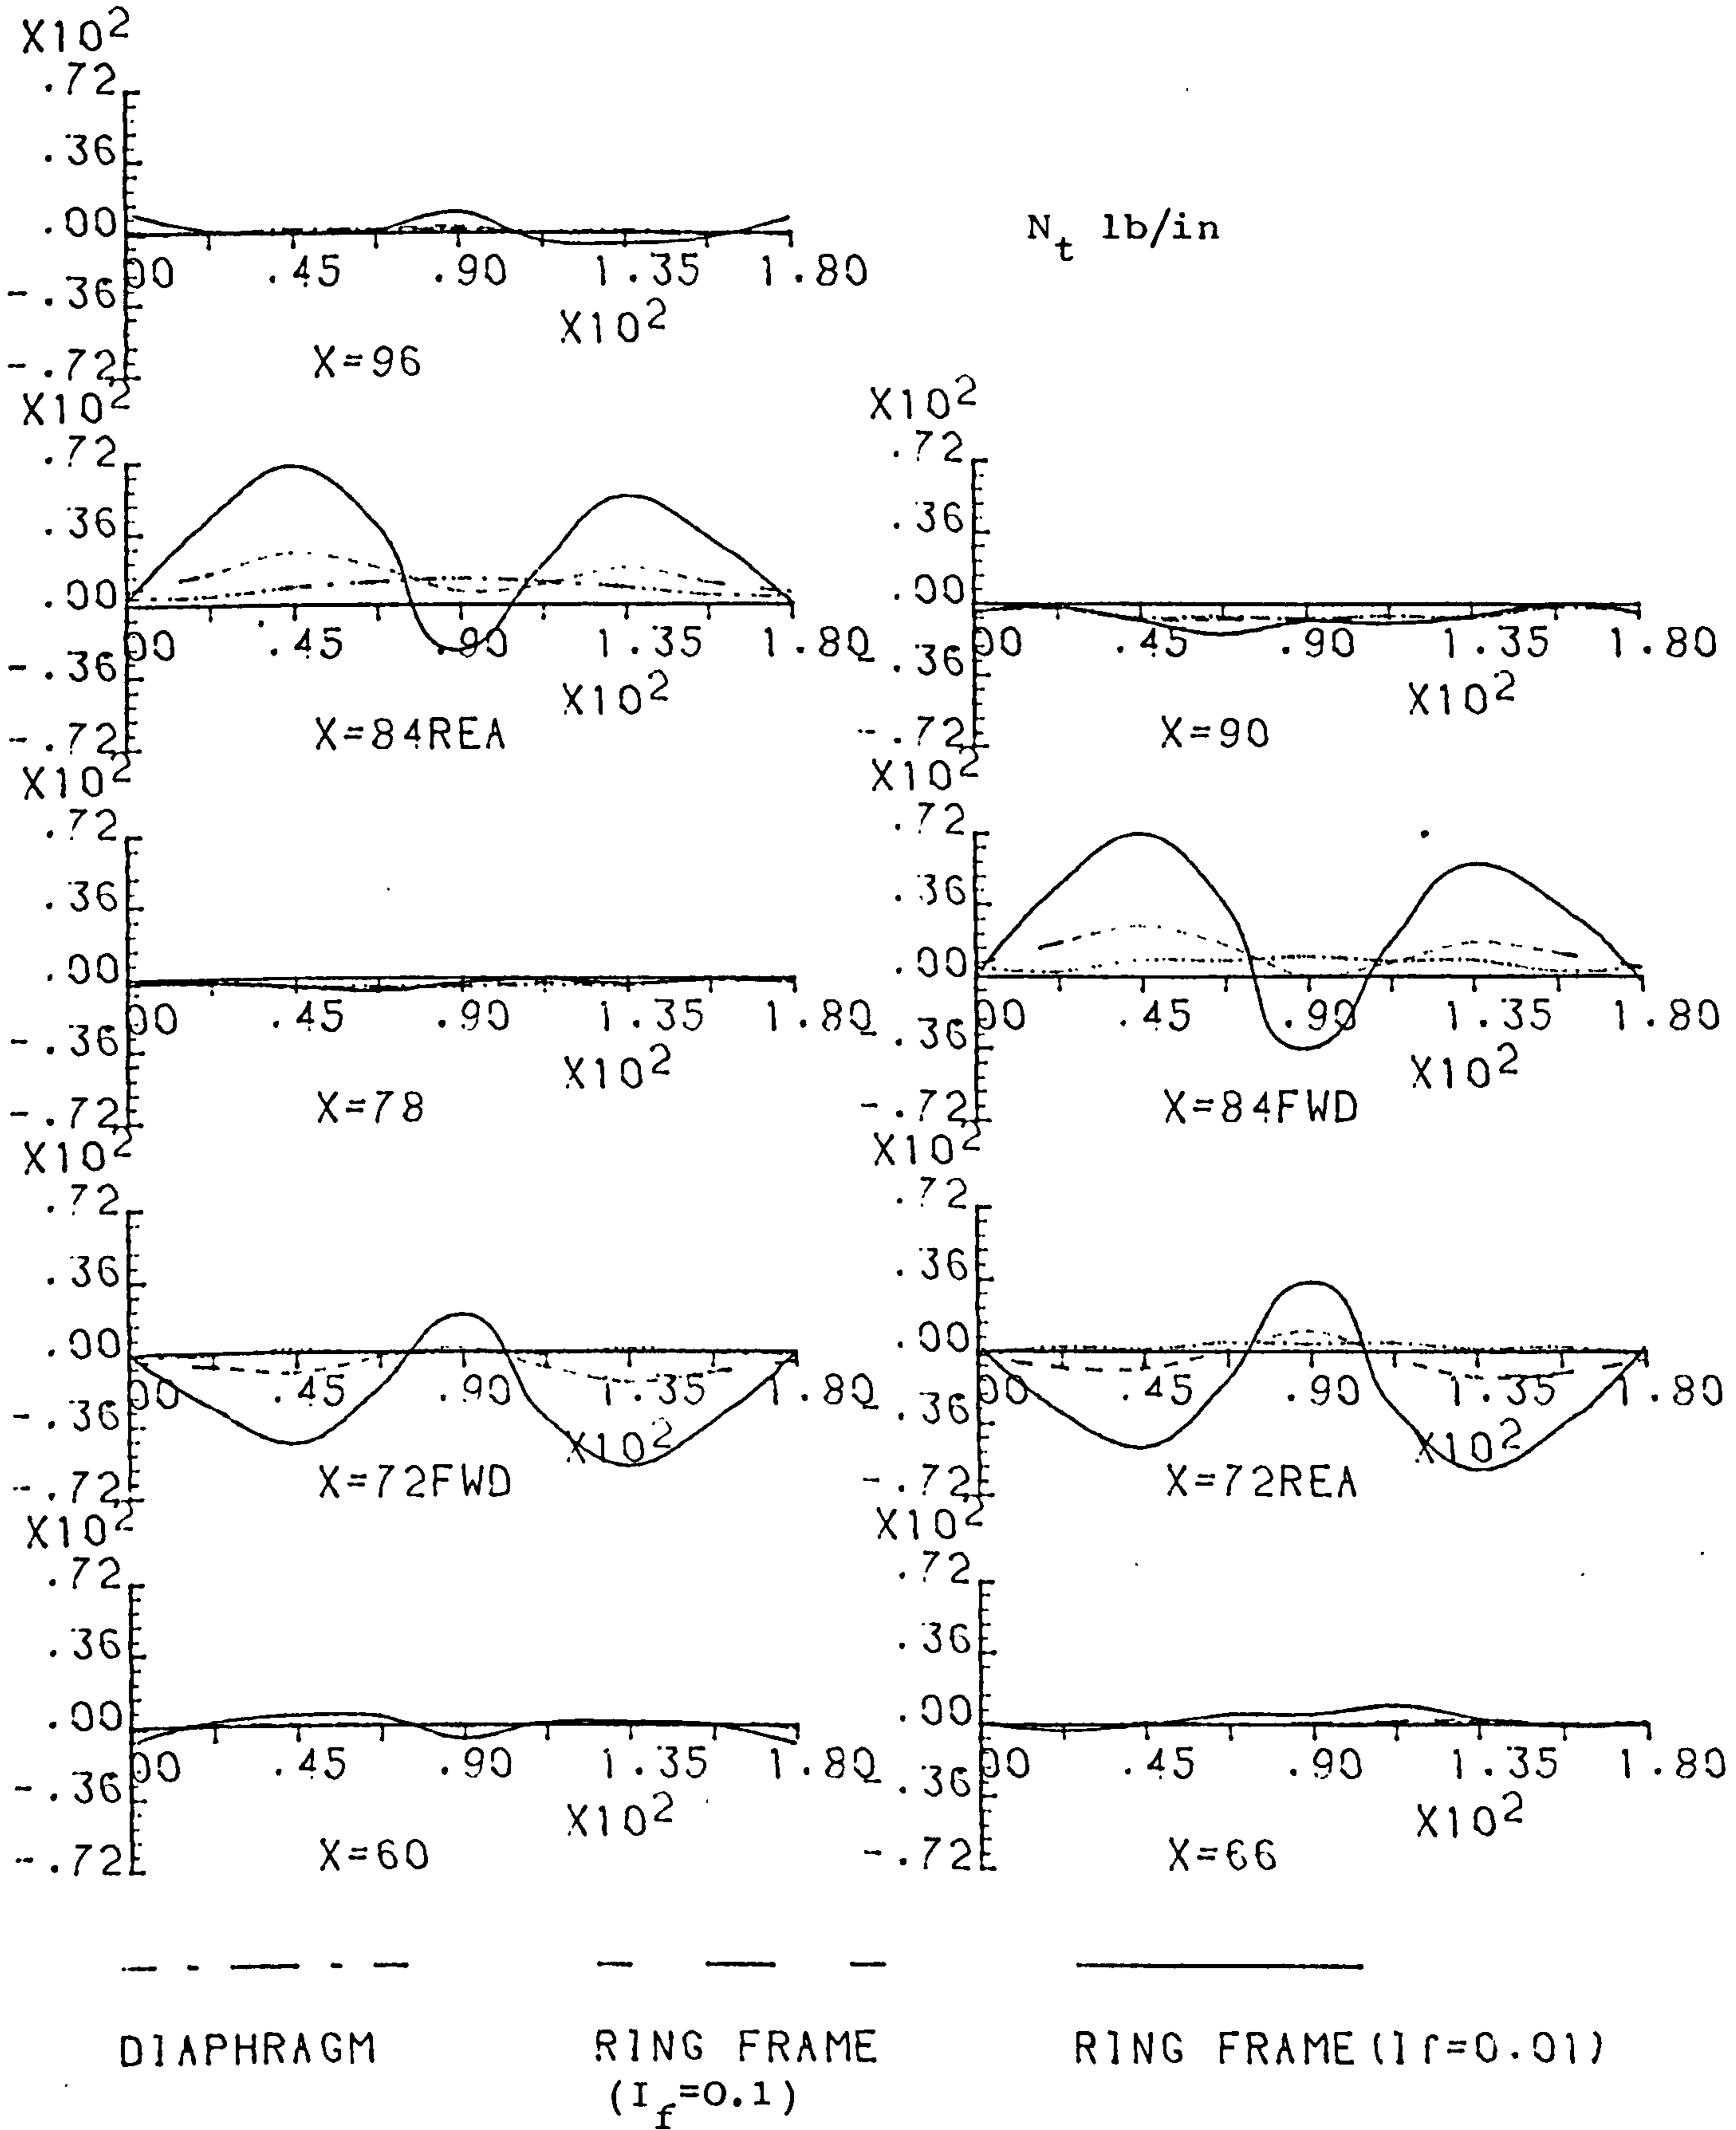 X10²
.72
.36
.00
-.36
-.72
00 .45 .90 1.35 1.80
X10²
X=96
N_t lb/in
X10²
.72
.36
.00
-.36
-.72
00 .45 .90 1.35 1.80
X10²
X=84REA
X10²
.72
.36
.00
-.36
-.72
00 .45 .90 1.35 1.80
X10²
X=90
X10²
.72
.36
.00
-.36
-.72
00 .45 .90 1.35 1.80
X10²
X=78
X10²
.72
.36
.00
-.36
-.72
00 .45 .90 1.35 1.80
X10²
X=84FWD
X10²
.72
.36
.00
-.36
-.72
00 .45 .90 1.35 1.80
X10²
X=72FWD
X10²
.72
.36
.00
-.36
-.72
00 .45 .90 1.35 1.80
X10²
X=72REA
X10²
.72
.36
.00
-.36
-.72
00 .45 .90 1.35 1.80
X10²
X=60
X10²
.72
.36
.00
-.36
-.72
00 .45 .90 1.35 1.80
X10²
X=66
DIAPHRAGM
RING FRAME
(I_f=0.1)
RING FRAME (If=0.01)